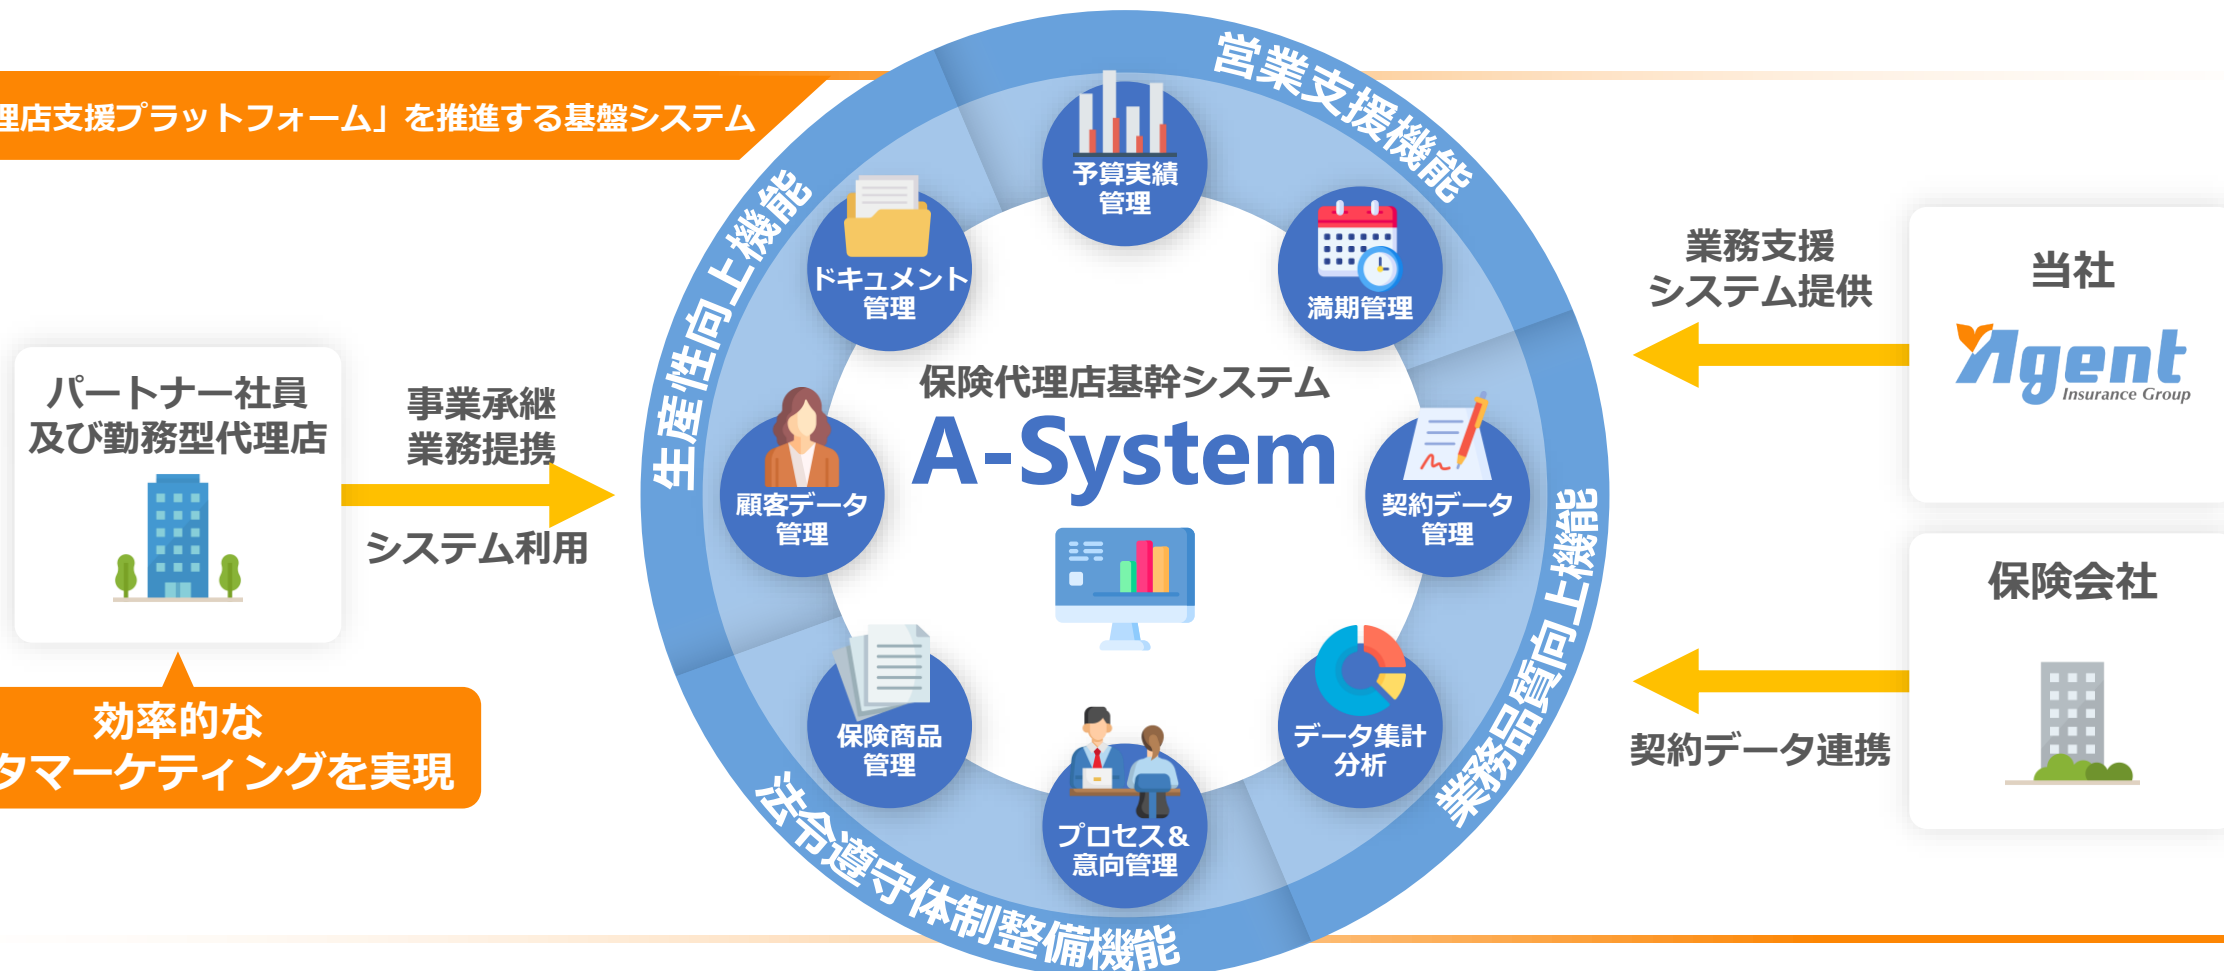 理店支援プラットフォーム」を推進する基盤システム
営業支援機能
生産性向上機能
業務品質向上機能
法令遵守体制整備機能
予算実績
管理
ドキュメント
管理
満期管理
顧客データ
管理
契約データ
管理
保険商品
管理
データ集計
分析
プロセス&
意向管理
保険代理店基幹システム
A-System
パートナー社員
及び勤務型代理店
事業承継
業務提携
システム利用
効率的な
タマーケティングを実現
業務支援
システム提供
当社
Agent
Insurance Group
保険会社
契約データ連携